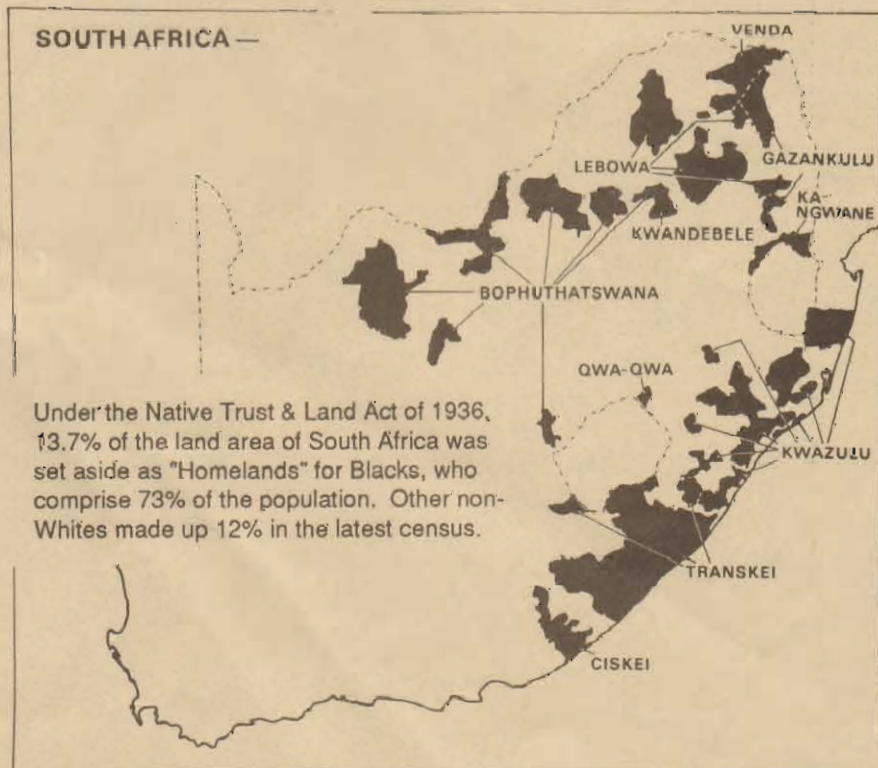 SOUTH AFRICA —
VENDA
LEBOWA
GAZANKULU
KA-
NGWANE
KWANDEBELE
BOPHUTHATSWANA
QWA-QWA
Under the Native Trust & Land Act of 1936,
13.7% of the land area of South Africa was
set aside as "Homelands" for Blacks, who
comprise 73% of the population. Other non-
Whites made up 12% in the latest census.
KWAZULU
TRANSKEI
CISKEI